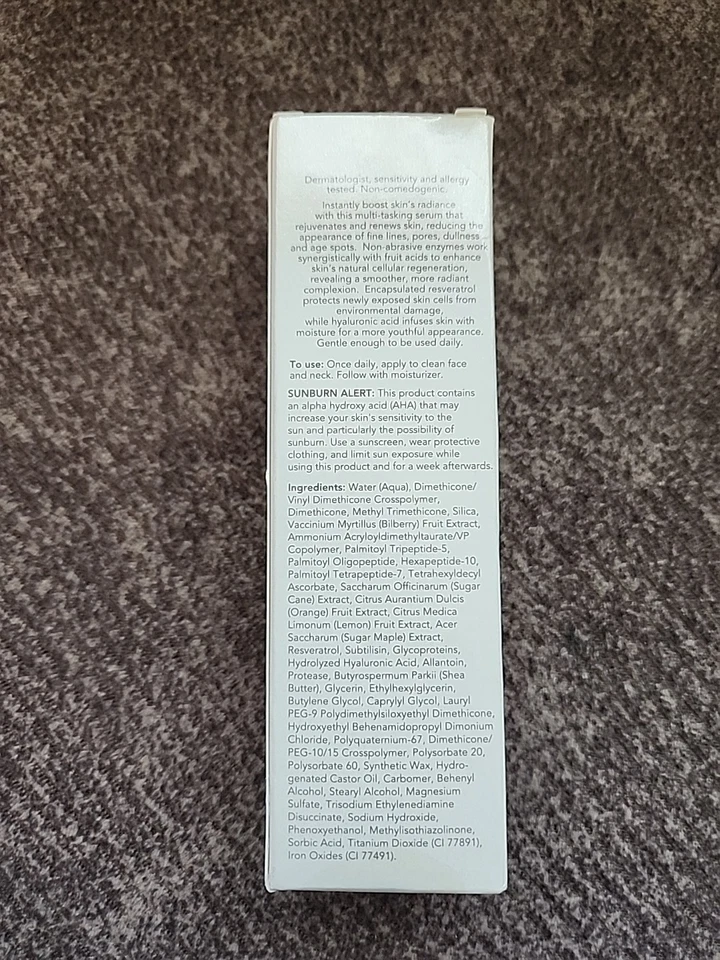 Dermatologist, sensitivity and allergy
tested. Non-comedogenic.
Instantly boost skin's radiance
with this multi-tasking serum that
rejuvenates and renews skin, reducing the
appearance of fine lines, pores, dullness
and age spots. Non-abrasive enzymes work
synergistically with fruit acids to enhance
skin's natural cellular regeneration,
revealing a smoother, more radiant
complexion. Encapsulated resveratrol
protects newly exposed skin cells from
environmental damage,
while hyaluronic acid infuses skin with
moisture for a more youthful appearance.
Gentle enough to be used daily.
To use: Once daily, apply to clean face
and neck. Follow with moisturizer.
SUNBURN ALERT: This product contains
an alpha hydroxy acid (AHA) that may
increase your skin's sensitivity to the
sun and particularly the possibility of
sunburn. Use a sunscreen, wear protective
clothing, and limit sun exposure while
using this product and for a week afterwards.
Ingredients: Water (Aqua), Dimethicone/
Vinyl Dimethicone Crosspolymer,
Dimethicone, Methyl Trimethicone, Silica,
Vaccinium Myrtillus (Bilberry) Fruit Extract,
Ammonium Acryloyldimethyltaurate/VP
Copolymer, Palmitoyl Tripeptide-5,
Palmitoyl Oligopeptide, Hexapeptide-10,
Palmitoyl Tetrapeptide-7, Tetrahexyldecyl
Ascorbate, Saccharum Officinarum (Sugar
Cane) Extract, Citrus Aurantium Dulcis
(Orange) Fruit Extract, Citrus Medica
Limonum (Lemon) Fruit Extract, Acer
Saccharum (Sugar Maple) Extract,
Resveratrol, Subtilisin, Glycoproteins,
Hydrolyzed Hyaluronic Acid, Allantoin,
Protease, Butyrospermum Parkii (Shea
Butter), Glycerin, Ethylhexylglycerin,
Butylene Glycol, Caprylyl Glycol, Lauryl
PEG-9 Polydimethylsiloxyethyl Dimethicone,
Hydroxyethyl Behenamidopropyl Dimonium
Chloride, Polyquaternium-67, Dimethicone/
PEG-10/15 Crosspolymer, Polysorbate 20,
Polysorbate 60, Synthetic Wax, Hydro-
genated Castor Oil, Carbomer, Behenyl
Alcohol, Stearyl Alcohol, Magnesium
Sulfate, Trisodium Ethylenediamine
Disuccinate, Sodium Hydroxide,
Phenoxyethanol, Methylisothiazolinone,
Sorbic Acid, Titanium Dioxide (CI 77891),
Iron Oxides (CI 77491).